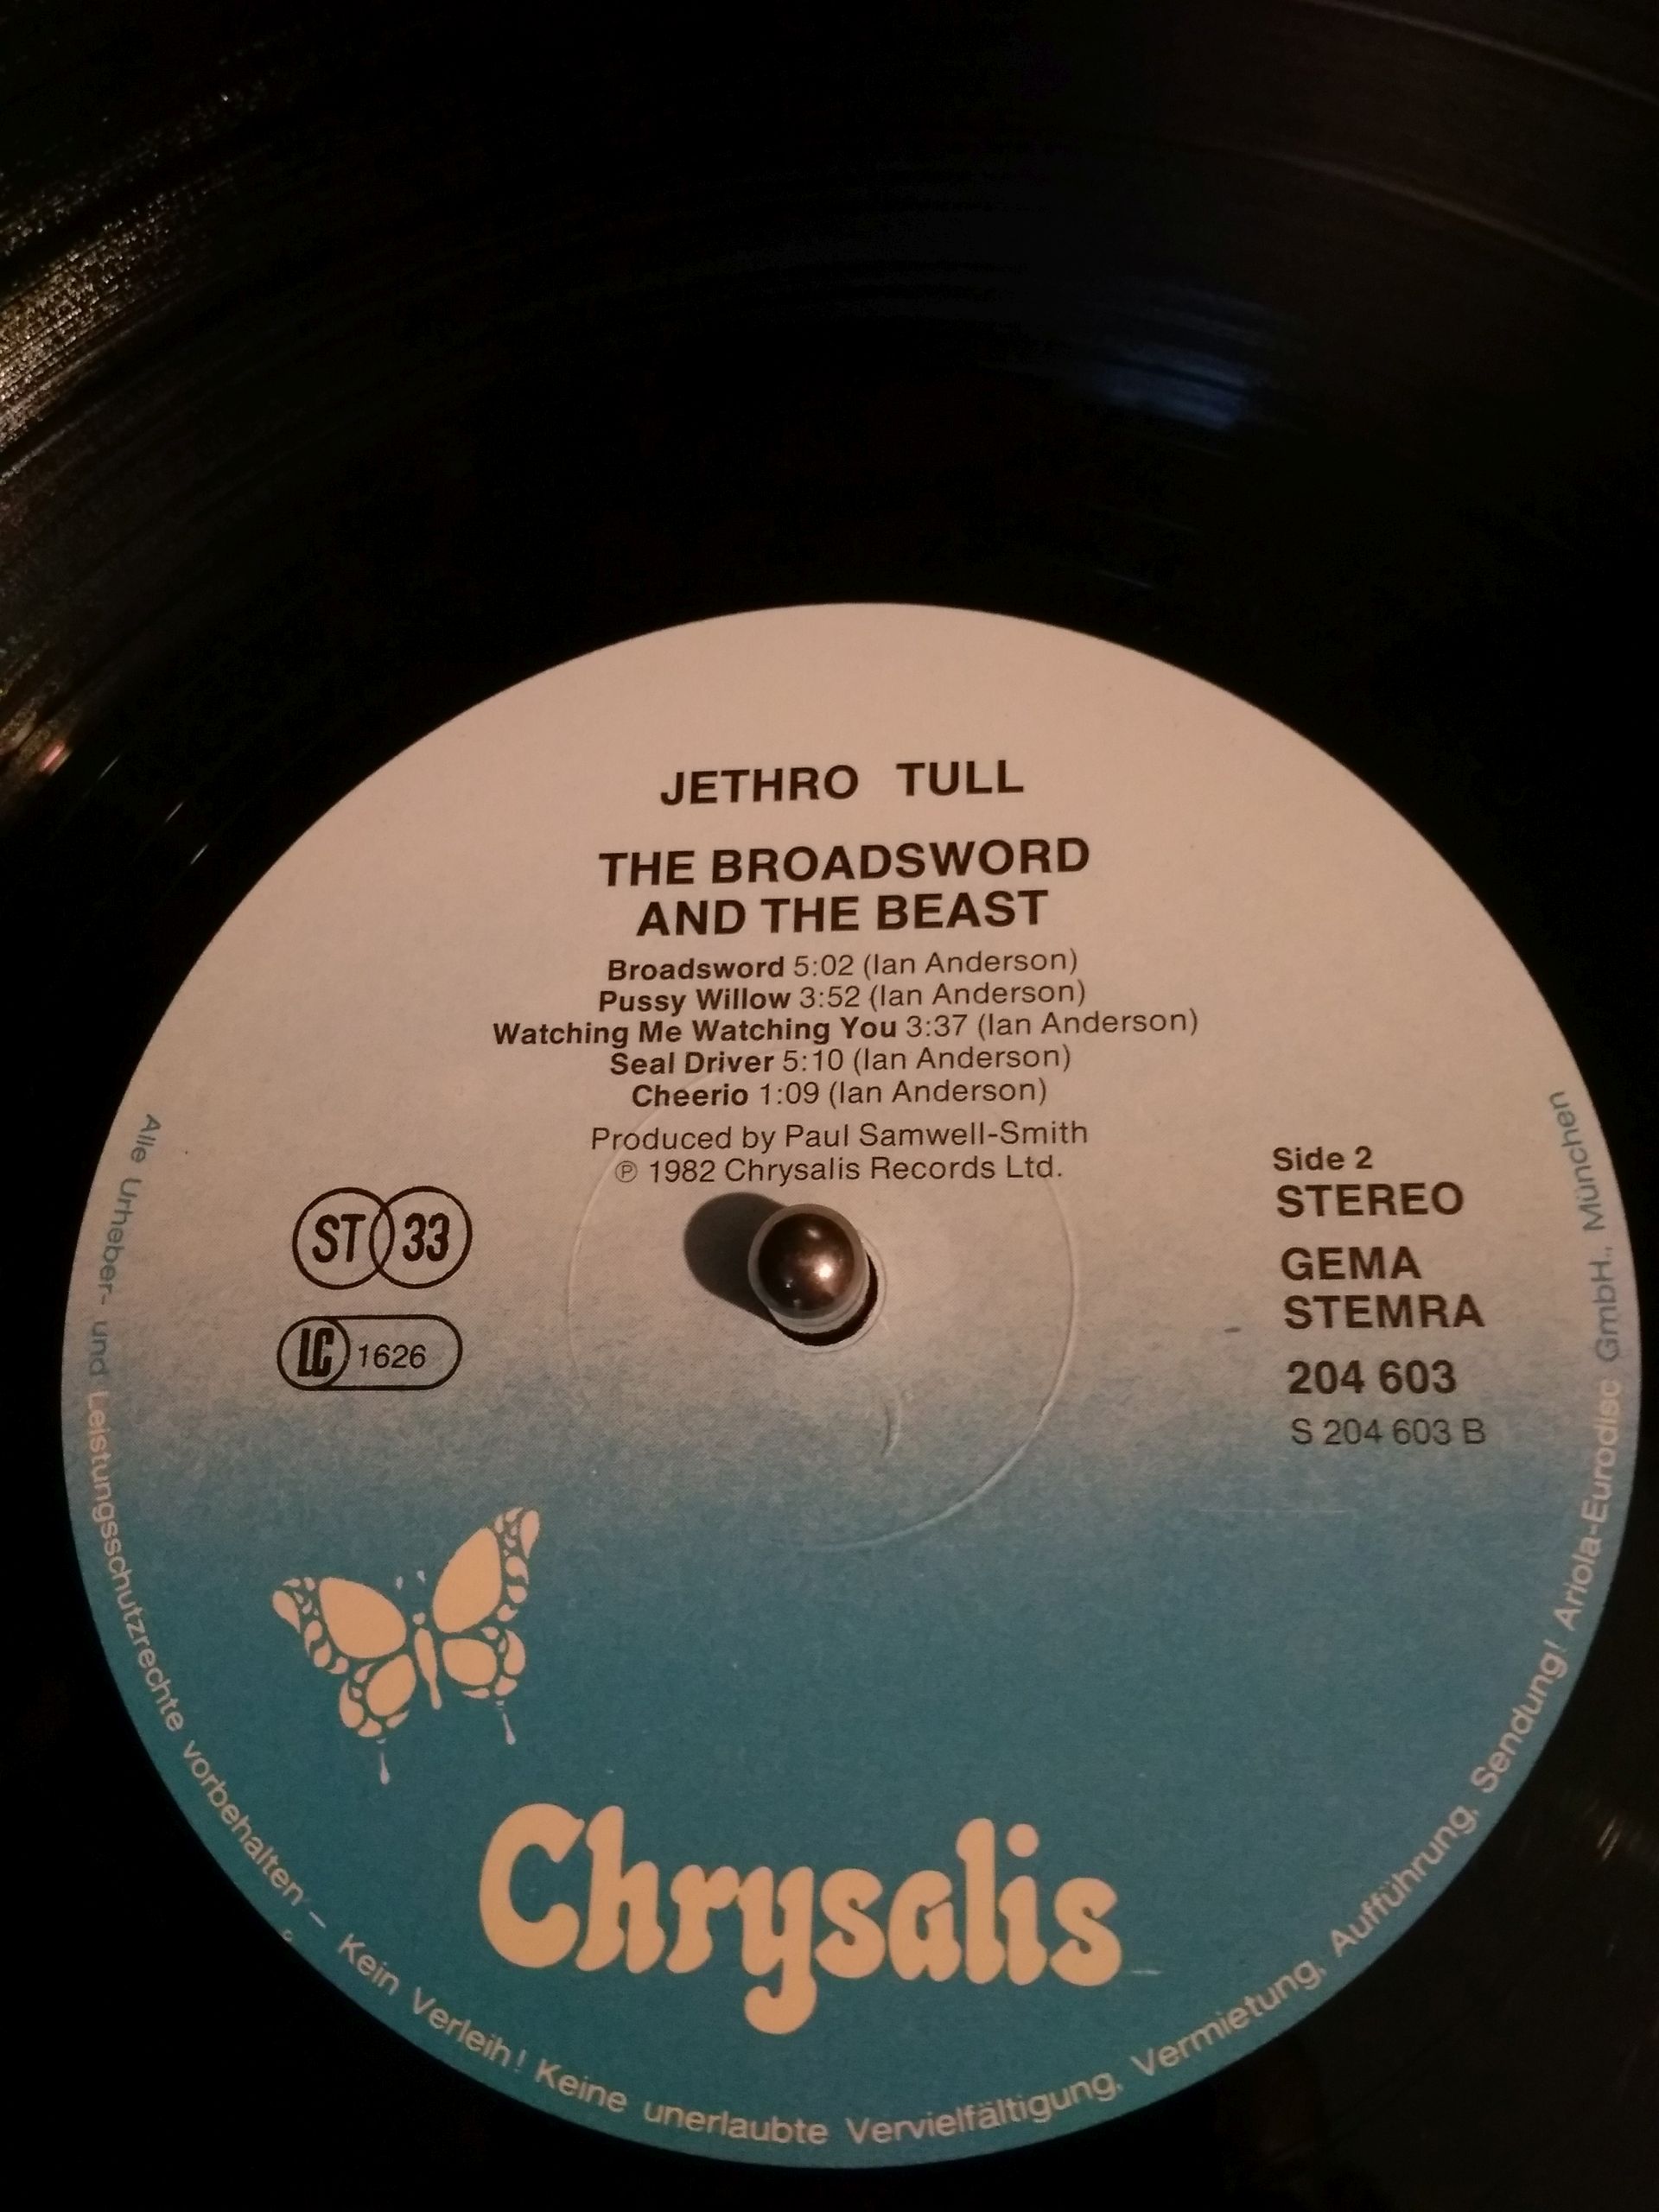 JETHRO TULL
THE BROADSWORD
AND THE BEAST
Broadsword 5:02 (Ian Anderson)
Pussy Willow 3:52 (Ian Anderson)
Watching Me Watching You 3:37 (Ian Anderson)
Seal Driver 5:10 (Ian Anderson)
Cheerio 1:09 (Ian Anderson)
Produced by Paul Samwell-Smith
℗ 1982 Chrysalis Records Ltd.
ST 33
LC 1626
Side 2
STEREO
GEMA
STEMRA
204 603
S 204 603 B
Chrysalis
Alle Urheber- und Leistungsschutzrechte vorbehalten – Kein Verleih! Keine unerlaubte Vervielfältigung, Vermietung, Aufführung, Sendung! Ariola-Eurodisc GmbH., München